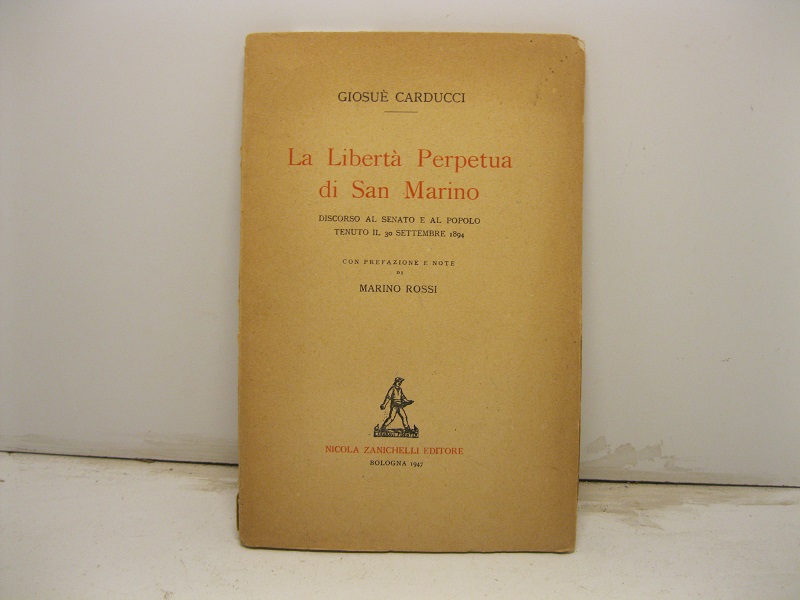 GIOSUÈ CARDUCCI
La Libertà Perpetua
di San Marino
DISCORSO AL SENATO E AL POPOLO
TENUTO IL 30 SETTEMBRE 1894
CON PREFAZIONE E NOTE
DI
MARINO ROSSI
NICOLA ZANICHELLI EDITORE
BOLOGNA 1947